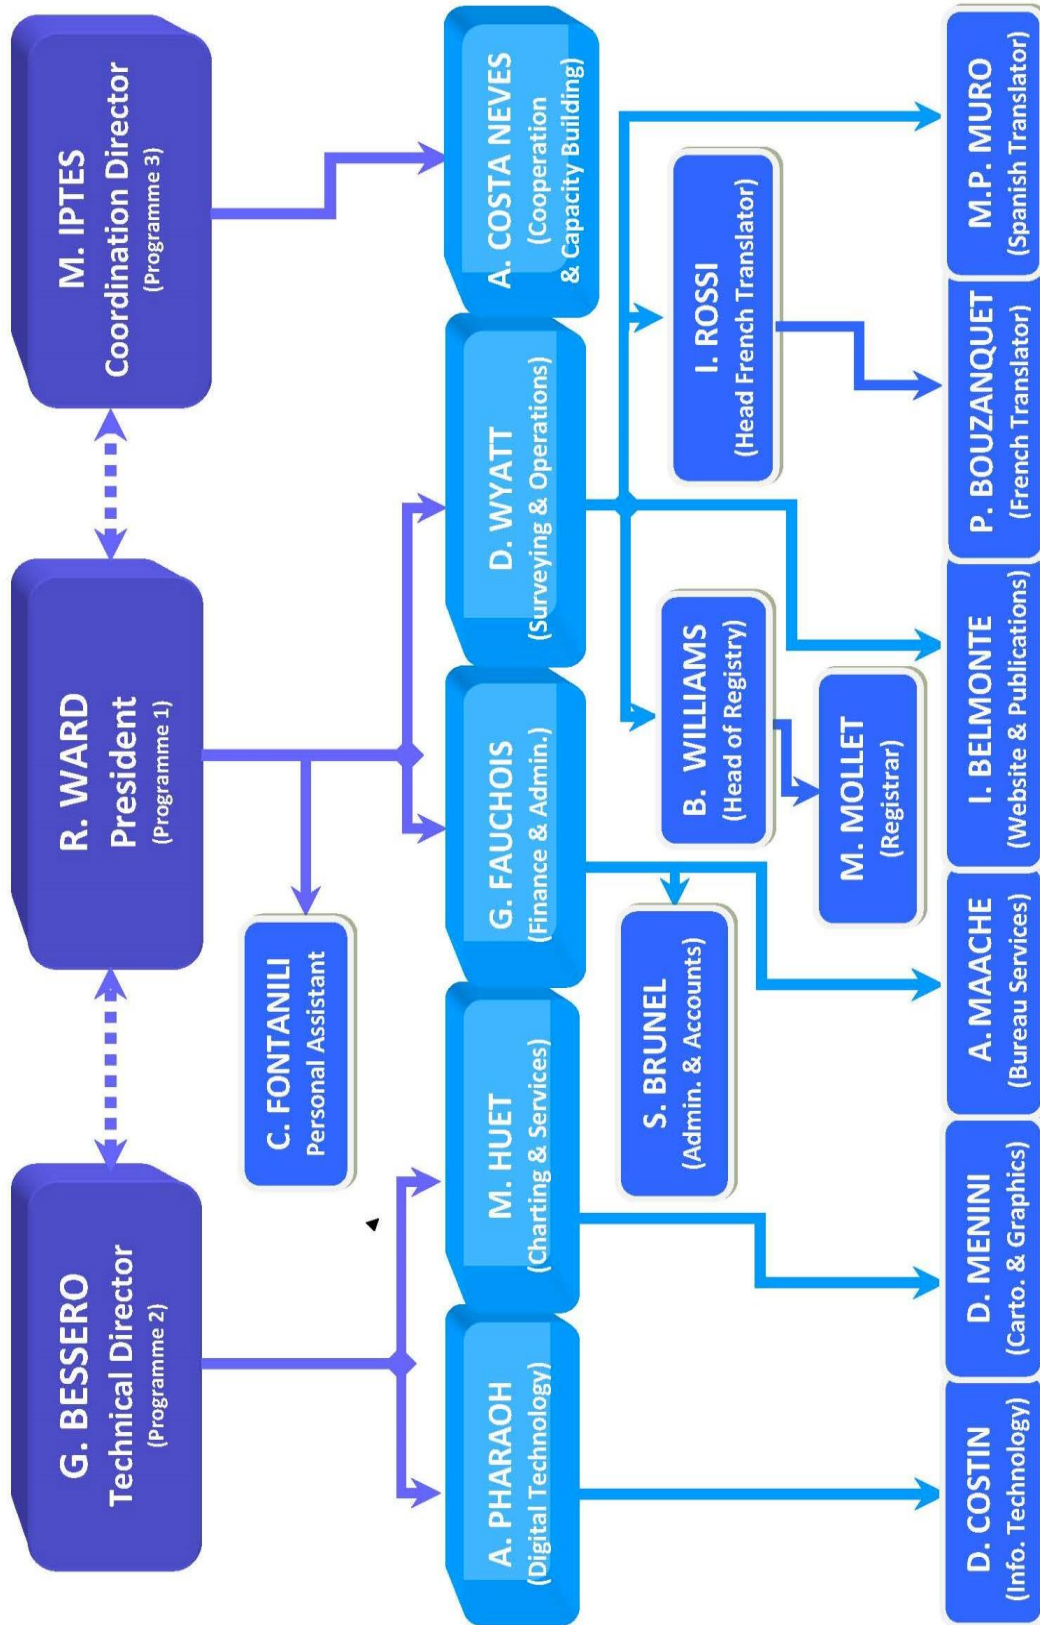 G. BESSERO
Technical Director
(Programme 2)
R. WARD
President
(Programme 1)
M. IPTES
Coordination Director
(Programme 3)
C. FONTANILI
Personal Assistant
A. PHARAOH
(Digital Technology)
M. HUET
(Charting & Services)
G. FAUCHOIS
(Finance & Admin.)
D. WYATT
(Surveying & Operations)
A. COSTA NEVES
(Cooperation
& Capacity Building)
S. BRUNEL
(Admin. & Accounts)
B. WILLIAMS
(Head of Registry)
I. ROSSI
(Head French Translator)
M. MOLLET
(Registrar)
D. COSTIN
(Info. Technology)
D. MENINI
(Carto. & Graphics)
A. MAACHE
(Bureau Services)
I. BELMONTE
(Website & Publications)
P. BOUZANQUET
(French Translator)
M.P. MURO
(Spanish Translator)